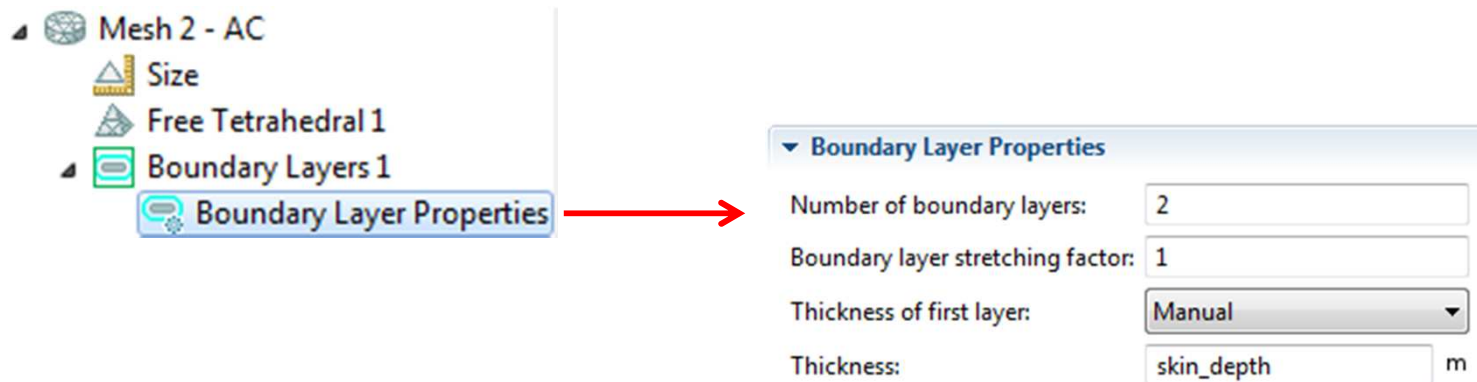 Mesh 2 - AC
Size
Free Tetrahedral 1
Boundary Layers 1
Boundary Layer Properties
Boundary Layer Properties
Number of boundary layers: 2
Boundary layer stretching factor: 1
Thickness of first layer: Manual
Thickness: skin_depth m